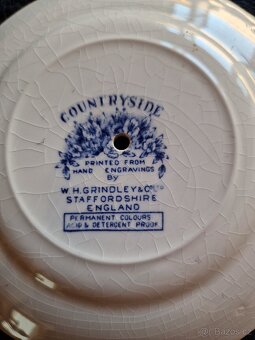 COUNTRYSIDE
PRINTED FROM
HAND ENGRAVINGS
By
W.H. GRINDLEY & CO LTD
STAFFORDSHIRE
ENGLAND
PERMANENT COLOURS
ACID & DETERGENT PROOF